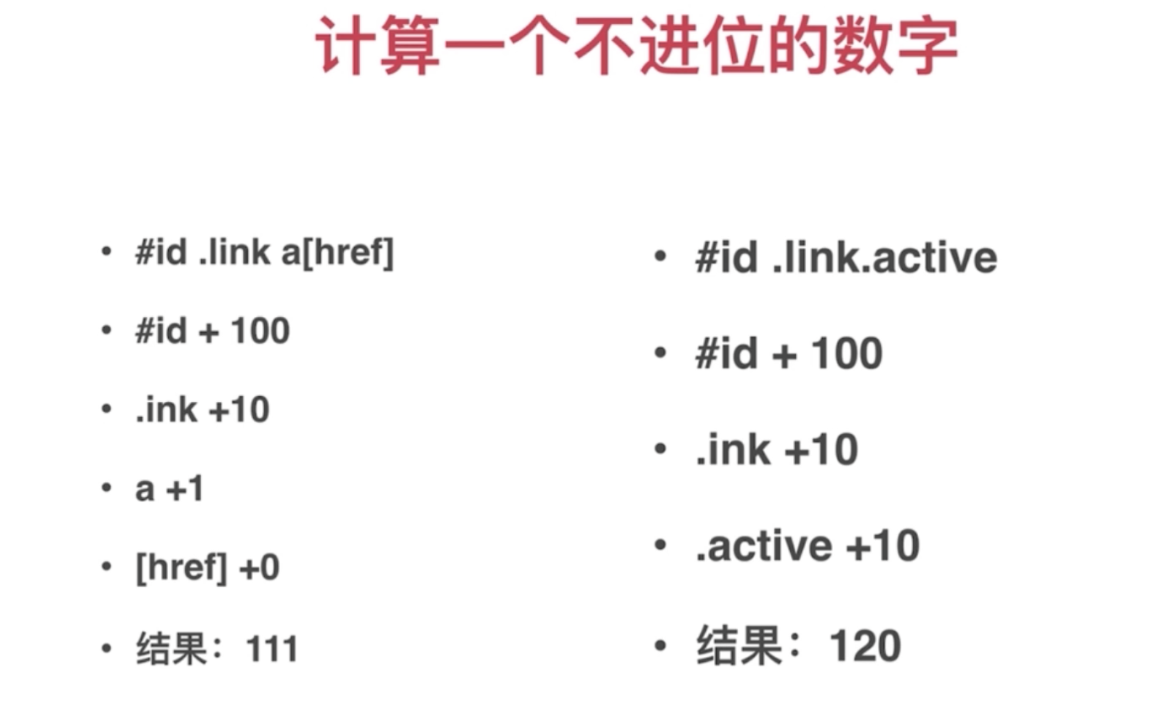 计算一个不进位的数字
• #id .link a[href]
• #id + 100
• .ink +10
• a +1
• [href] +0
• 结果：111
• #id .link.active
• #id + 100
• .ink +10
• .active +10
• 结果：120